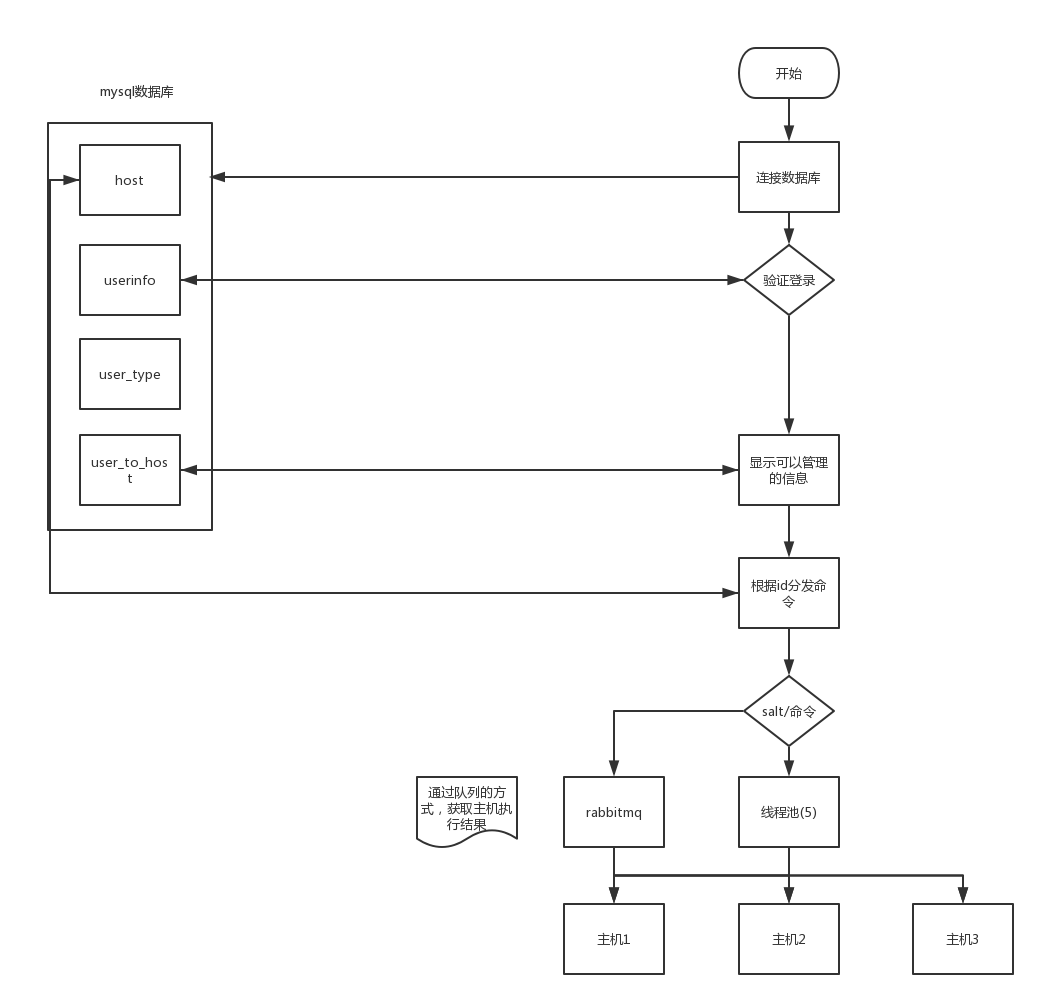 开始
mysql数据库
host
连接数据库
userinfo
验证登录
user_type
user_to_hos
t
显示可以管理
的信息
根据id分发命
令
salt/命令
通过队列的方
式，获取主机执
行结果
rabbitmq
线程池(5)
主机1
主机2
主机3